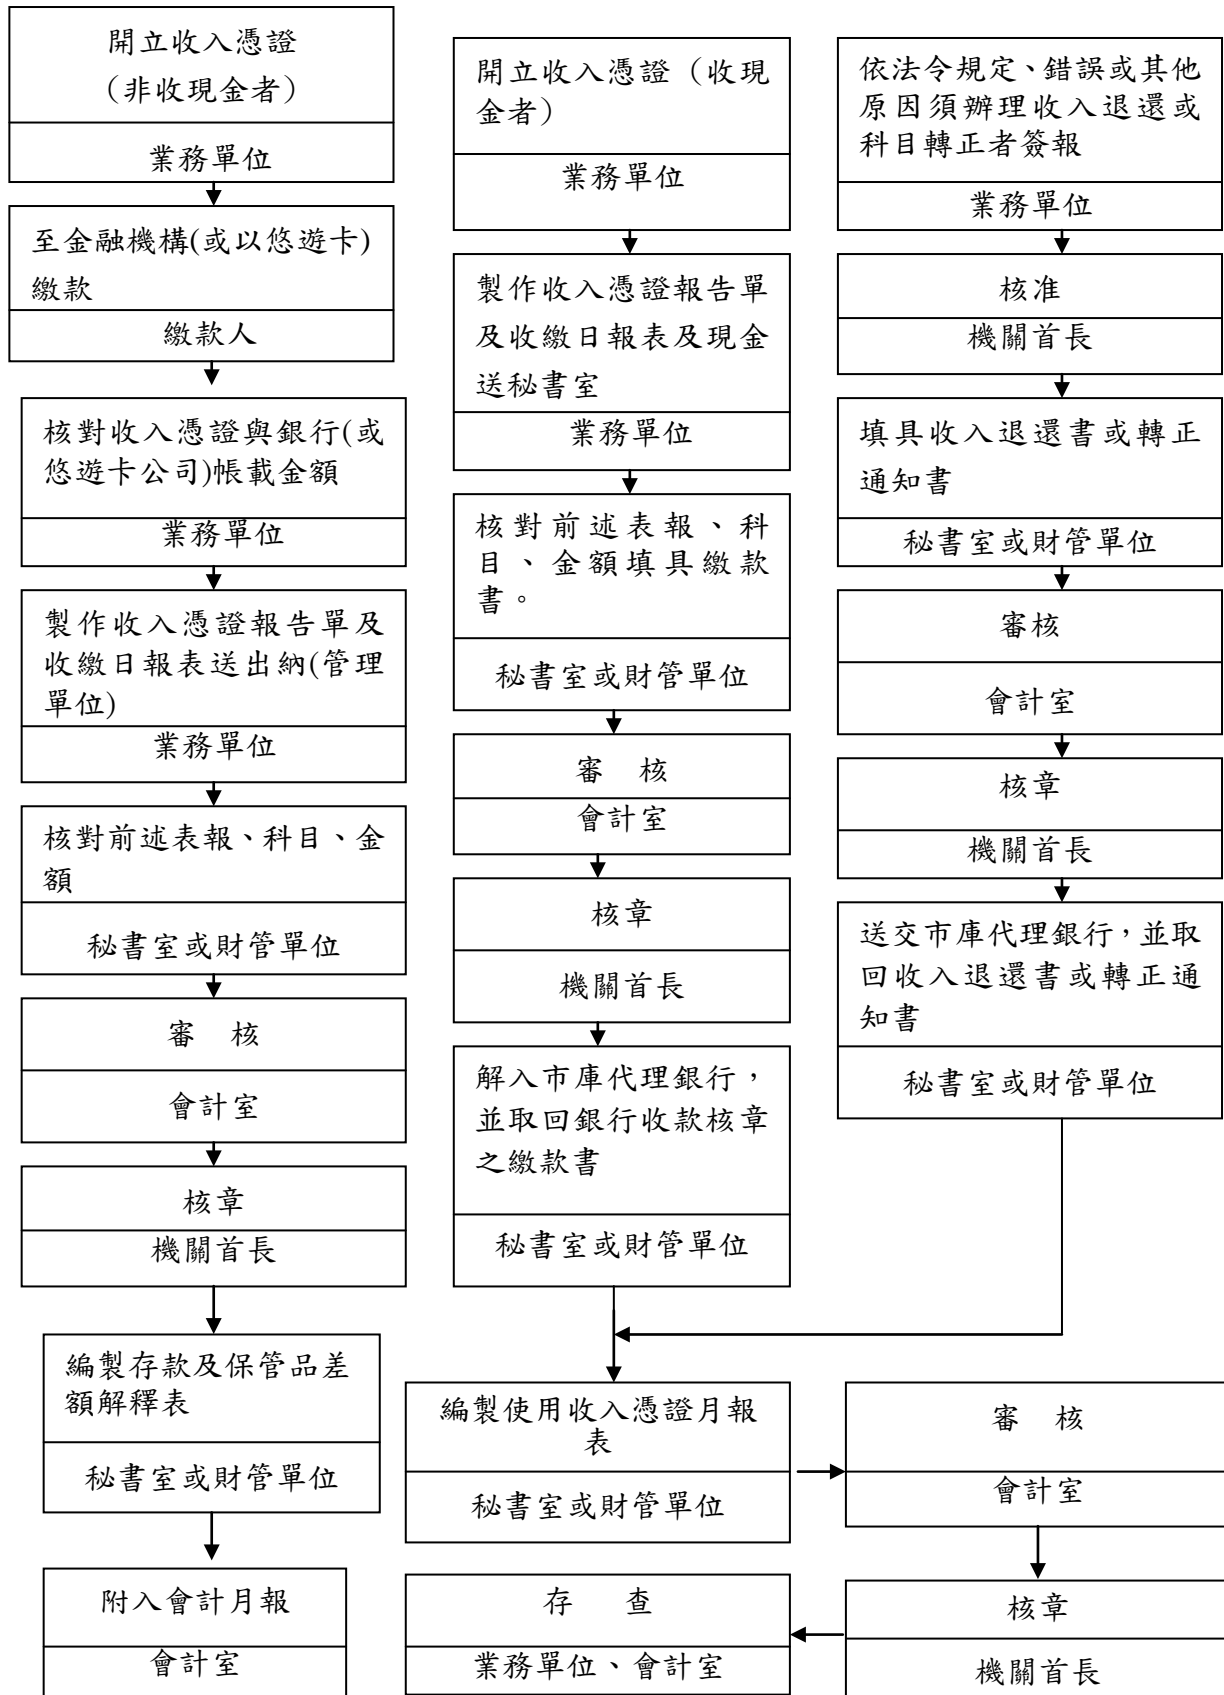 開立收入憑證
（非收現金者）
業務單位
至金融機構(或以悠遊卡)
繳款
繳款人
核對收入憑證與銀行(或
悠遊卡公司)帳載金額
業務單位
製作收入憑證報告單及
收繳日報表送出納(管理
單位)
業務單位
核對前述表報、科目、金
額
秘書室或財管單位
審　核
會計室
核章
機關首長
編製存款及保管品差
額解釋表
秘書室或財管單位
附入會計月報
會計室
開立收入憑證（收現
金者）
業務單位
製作收入憑證報告單
及收繳日報表及現金
送秘書室
業務單位
核對前述表報、科
目、金額填具繳款
書。
秘書室或財管單位
審　核
會計室
核章
機關首長
解入市庫代理銀行，
並取回銀行收款核章
之繳款書
秘書室或財管單位
依法令規定、錯誤或其他
原因須辦理收入退還或
科目轉正者簽報
業務單位
核准
機關首長
填具收入退還書或轉正
通知書
秘書室或財管單位
審核
會計室
核章
機關首長
送交市庫代理銀行，並取
回收入退還書或轉正通
知書
秘書室或財管單位
編製使用收入憑證月報
表
秘書室或財管單位
審　核
會計室
核章
機關首長
存　查
業務單位、會計室